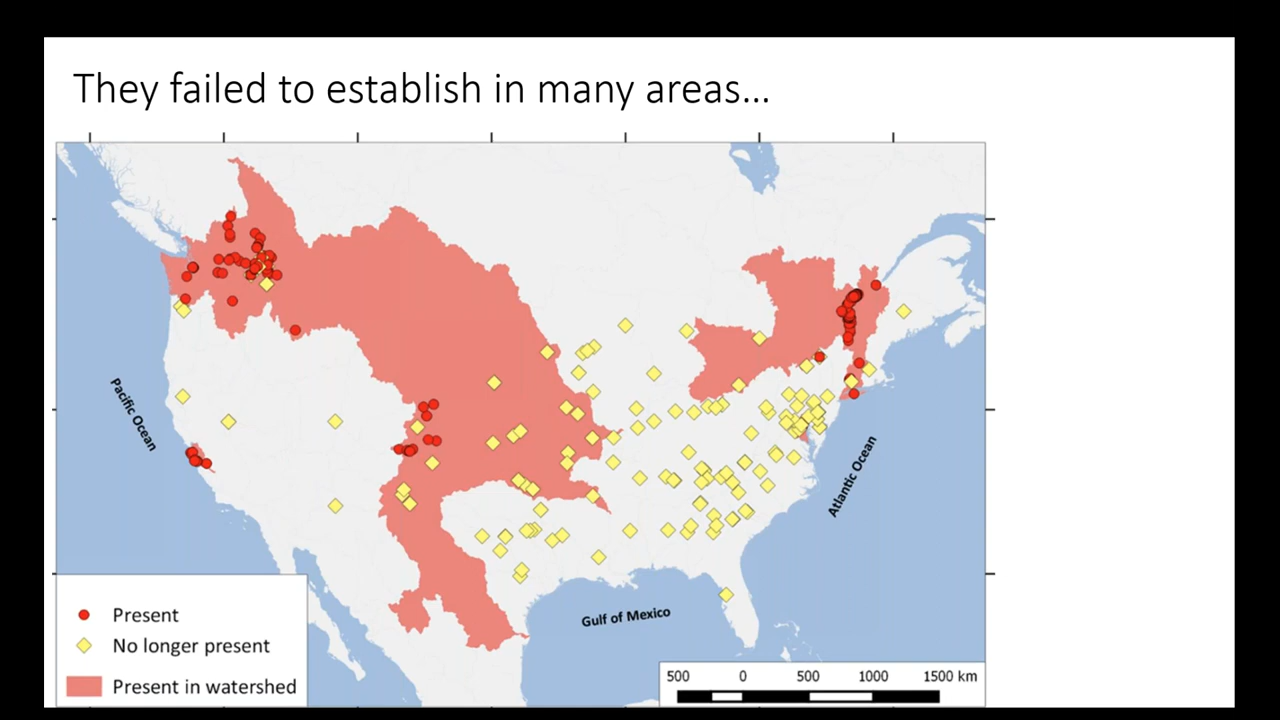 They failed to establish in many areas...
Pacific Ocean
Atlantic Ocean
Gulf of Mexico
Present
No longer present
Present in watershed
500 0 500 1000 1500 km